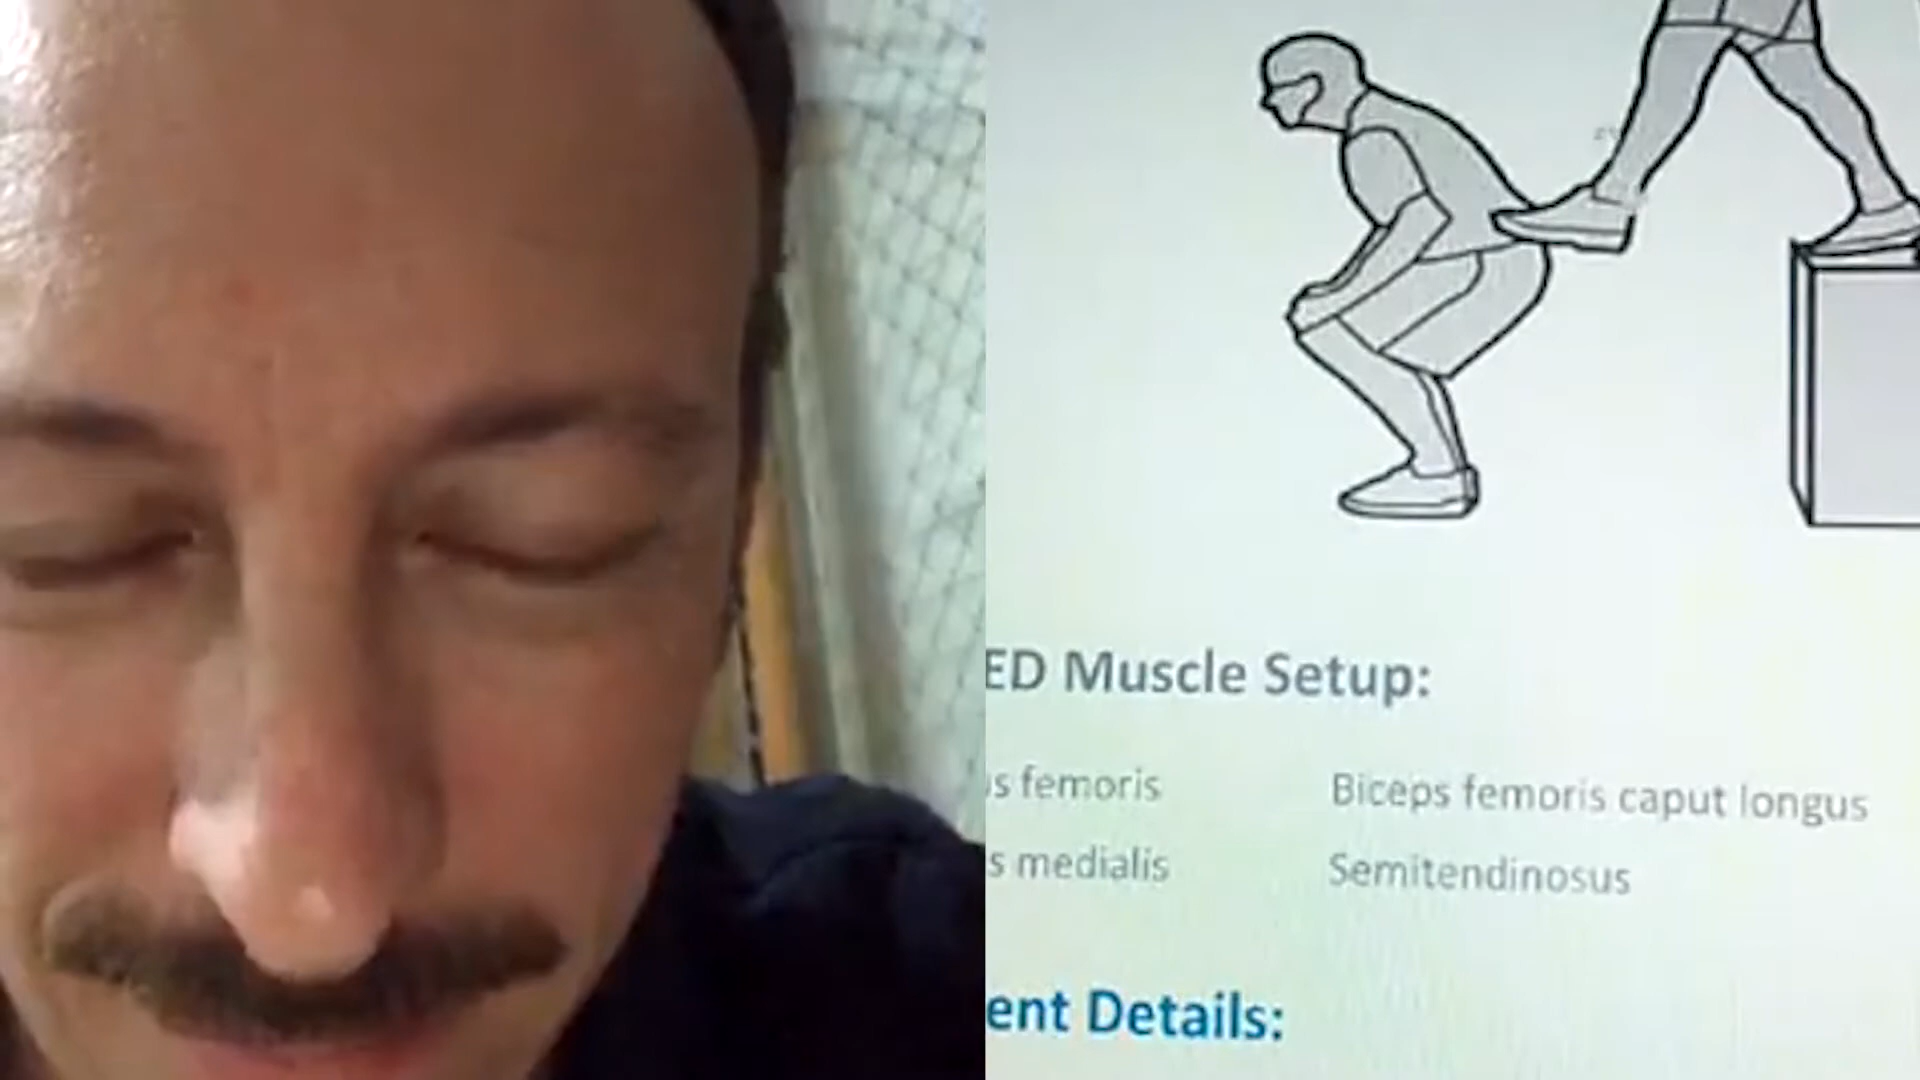 ED Muscle Setup:
s femoris
Biceps femoris caput longus
s medialis
Semitendinosus
ent Details: